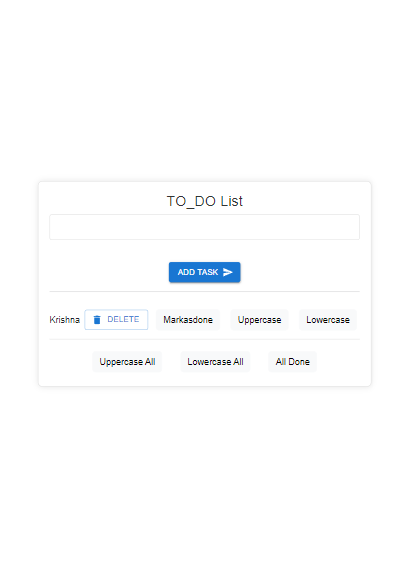 TO_DO List
ADD TASK
Krishna DELETE Markasdone Uppercase Lowercase
Uppercase All Lowercase All All Done